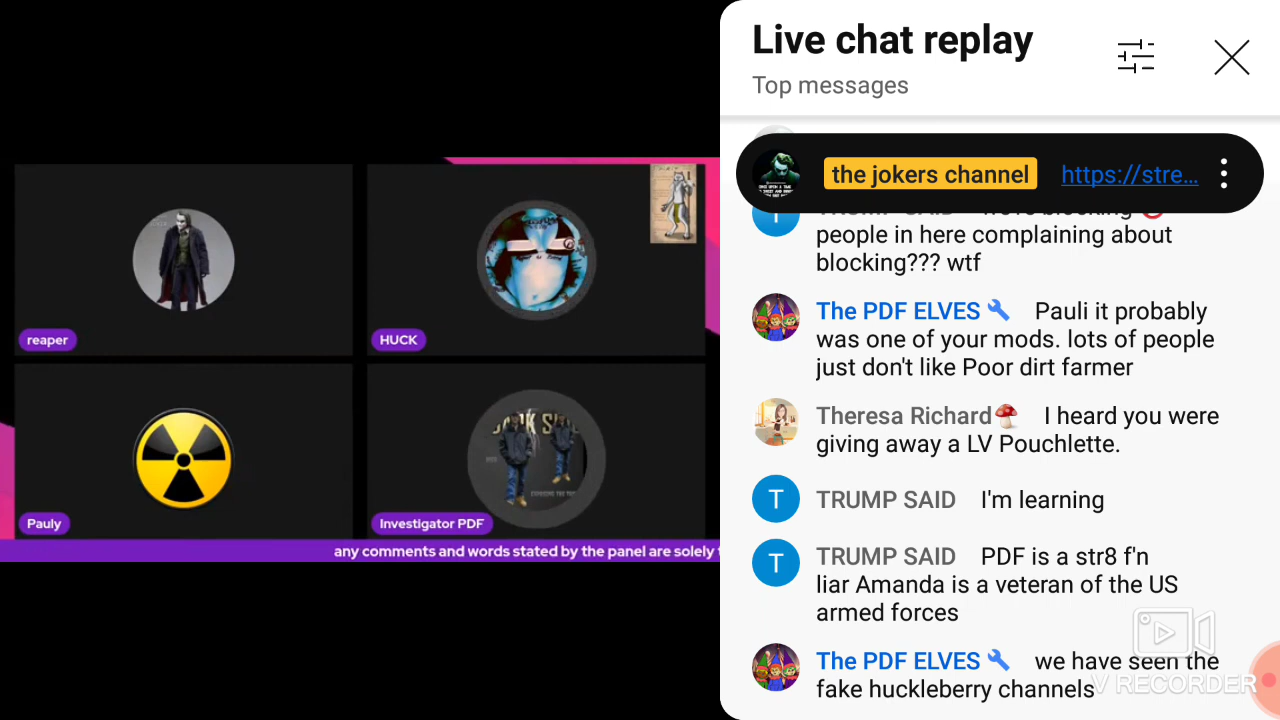 Live chat replay
Top messages
the jokers channel https://stre...
people in here complaining about
blocking??? wtf
The PDF ELVES Pauli it probably
was one of your mods. lots of people
just don't like Poor dirt farmer
Theresa Richard I heard you were
giving away a LV Pouchlette.
T TRUMP SAID I'm learning
T TRUMP SAID PDF is a str8 f'n
liar Amanda is a veteran of the US
armed forces
The PDF ELVES we have seen the
fake huckleberry channels
V RECORDER
reaper
HUCK
Pauly
Investigator PDF
any comments and words stated by the panel are solely